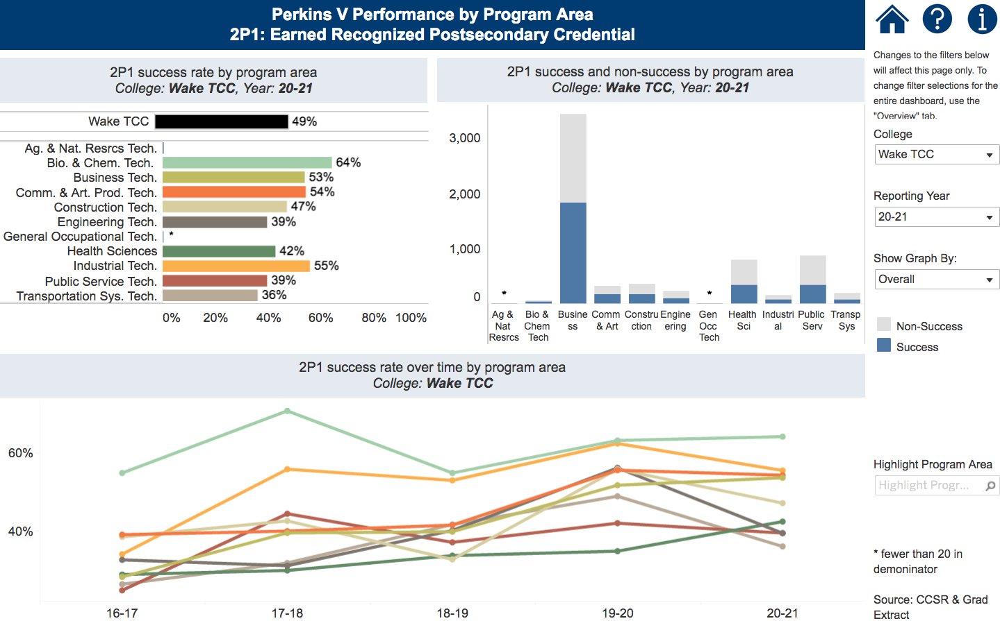 Perkins V Performance by Program Area
2P1: Earned Recognized Postsecondary Credential
2P1 success rate by program area
College: Wake TCC, Year: 20-21
Wake TCC 49%
Ag. & Nat. Resrcs Tech.
Bio. & Chem. Tech. 64%
Business Tech. 53%
Comm. & Art. Prod. Tech. 54%
Construction Tech. 47%
Engineering Tech. 39%
General Occupational Tech. *
Health Sciences 42%
Industrial Tech. 55%
Public Service Tech. 39%
Transportation Sys. Tech. 36%
0% 20% 40% 60% 80% 100%
2P1 success and non-success by program area
College: Wake TCC, Year: 20-21
3,000
2,000
1,000
0
* *
Ag & Bio & Busine Comm Constru Engine Gen Health Industri Public Transp
Nat Chem ss & Art ction ering Occ Sci al Serv Sys
Resrcs Tech Tech
2P1 success rate over time by program area
College: Wake TCC
60%
40%
16-17 17-18 18-19 19-20 20-21
? i
Changes to the filters below
will affect this page only. To
change filter selections for the
entire dashboard, use the
"Overview" tab.
College
Wake TCC
Reporting Year
20-21
Show Graph By:
Overall
Non-Success
Success
Highlight Program Area
Highlight Progr...
* fewer than 20 in
demoninator
Source: CCSR & Grad
Extract